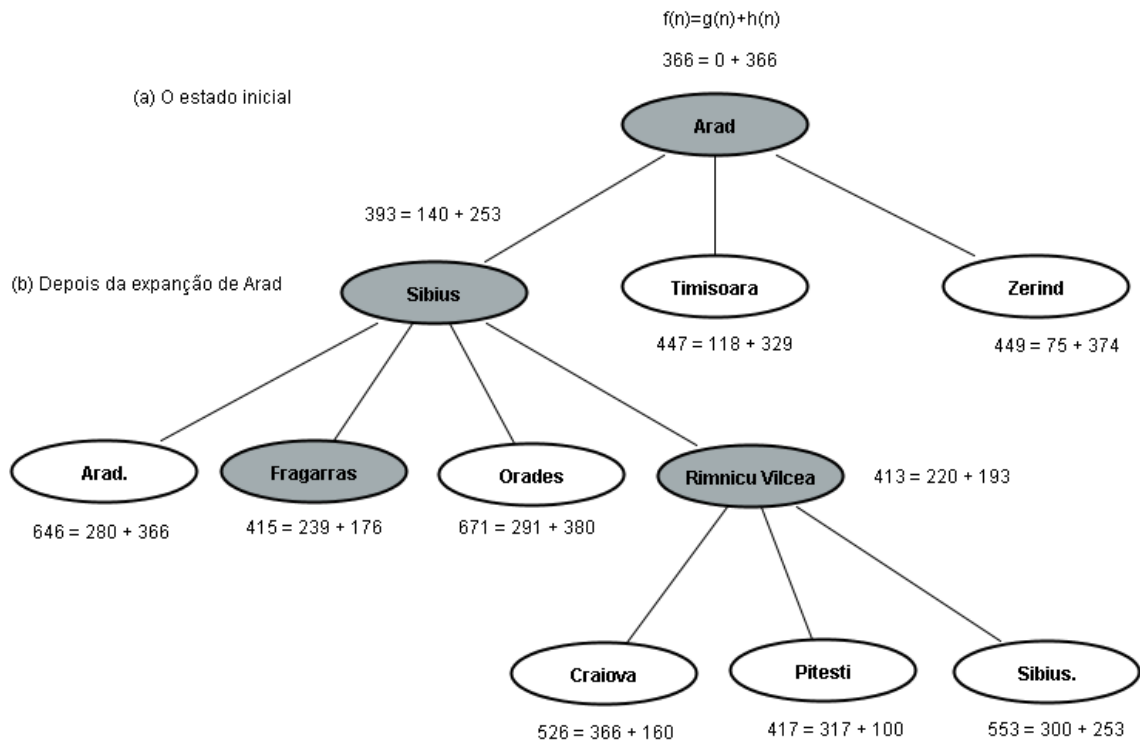 f(n)=g(n)+h(n)
366 = 0 + 366
(a) O estado inicial
Arad
393 = 140 + 253
(b) Depois da expanção de Arad
Sibius
Timisoara
Zerind
447 = 118 + 329
449 = 75 + 374
Arad.
Fragarras
Orades
Rimnicu Vilcea
413 = 220 + 193
646 = 280 + 366
415 = 239 + 176
671 = 291 + 380
Craiova
Pitesti
Sibius.
526 = 366 + 160
417 = 317 + 100
553 = 300 + 253